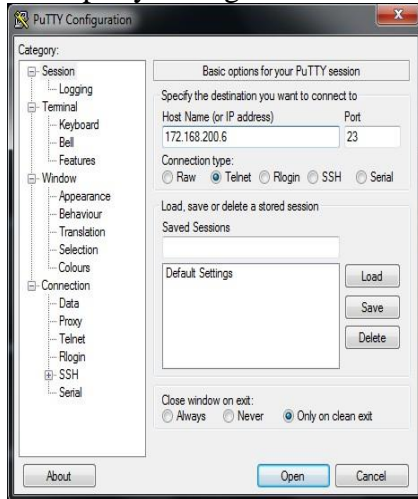 PuTTY Configuration
Category:
Session
Logging
Terminal
Keyboard
Bell
Features
Window
Appearance
Behaviour
Translation
Selection
Colours
Connection
Data
Proxy
Telnet
Rlogin
SSH
Serial
Basic options for your PuTTY session
Specify the destination you want to connect to
Host Name (or IP address) Port
172.168.200.6 23
Connection type:
Raw Telnet Rlogin SSH Serial
Load, save or delete a stored session
Saved Sessions
Default Settings
Load
Save
Delete
Close window on exit:
Always Never Only on clean exit
About Open Cancel